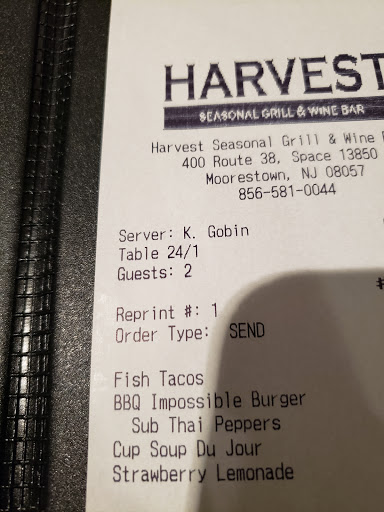 HARVEST
SEASONAL GRILL & WINE BAR
Harvest Seasonal Grill & Wine
400 Route 38, Space 13850
Moorestown, NJ 08057
856-581-0044
Server: K. Gobin
Table 24/1
Guests: 2
Reprint #: 1
Order Type: SEND
Fish Tacos
BBQ Impossible Burger
Sub Thai Peppers
Cup Soup Du Jour
Strawberry Lemonade